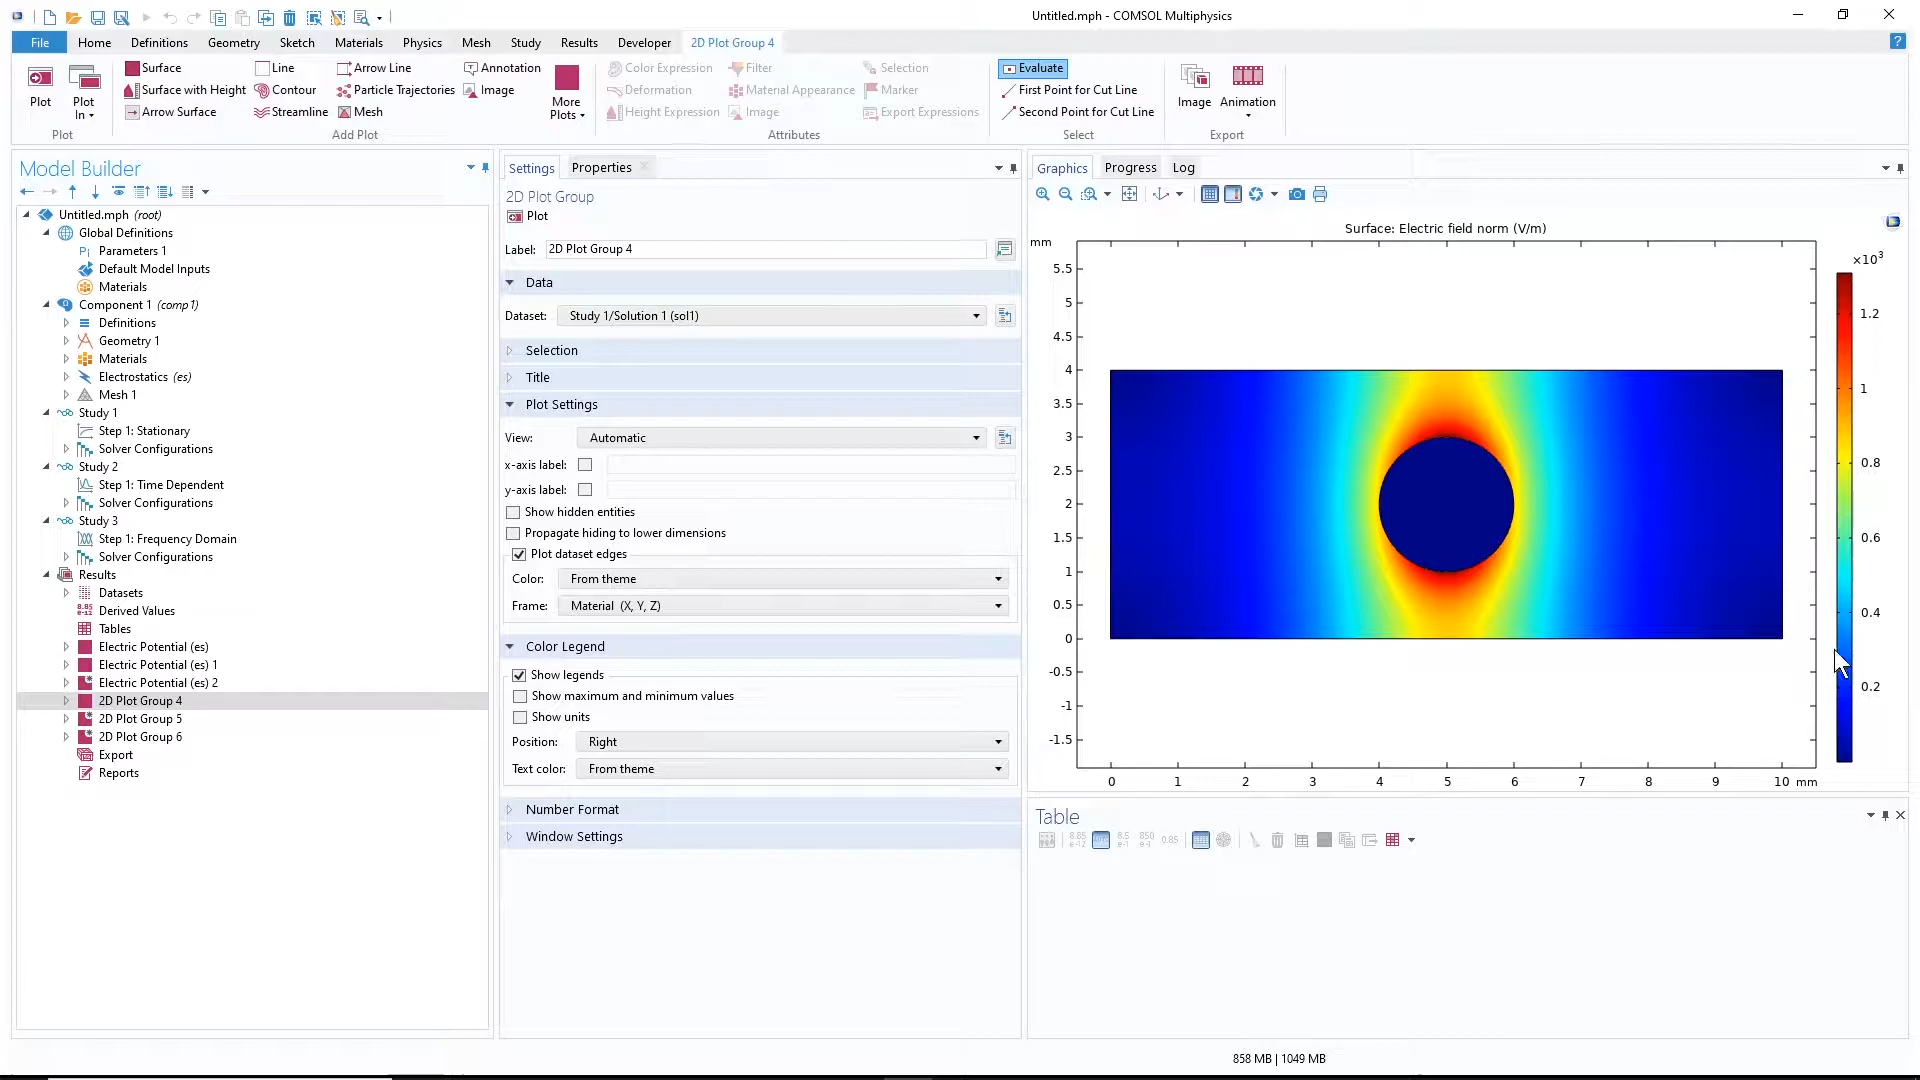 Untitled.mph - COMSOL Multiphysics
File Home Definitions Geometry Sketch Materials Physics Mesh Study Results Developer 2D Plot Group 4
Plot
Plot In
Plot
Surface
Surface with Height
Arrow Surface
Line
Contour
Streamline
Arrow Line
Particle Trajectories
Mesh
Annotation
Image
More Plots
Add Plot
Color Expression
Deformation
Height Expression
Filter
Material Appearance
Image
Selection
Marker
Export Expressions
Attributes
Evaluate
First Point for Cut Line
Second Point for Cut Line
Select
Image
Animation
Export
Model Builder
Untitled.mph (root)
Global Definitions
Pi Parameters 1
Default Model Inputs
Materials
Component 1 (comp1)
Definitions
Geometry 1
Materials
Electrostatics (es)
Mesh 1
Study 1
Step 1: Stationary
Solver Configurations
Study 2
Step 1: Time Dependent
Solver Configurations
Study 3
Step 1: Frequency Domain
Solver Configurations
Results
Datasets
8.85 e-12 Derived Values
Tables
Electric Potential (es)
Electric Potential (es) 1
Electric Potential (es) 2
2D Plot Group 4
2D Plot Group 5
2D Plot Group 6
Export
Reports
Settings Properties
2D Plot Group
Plot
Label: 2D Plot Group 4
Data
Dataset: Study 1/Solution 1 (sol1)
Selection
Title
Plot Settings
View: Automatic
x-axis label:
y-axis label:
Show hidden entities
Propagate hiding to lower dimensions
Plot dataset edges
Color: From theme
Frame: Material (X, Y, Z)
Color Legend
Show legends
Show maximum and minimum values
Show units
Position: Right
Text color: From theme
Number Format
Window Settings
Graphics Progress Log
Surface: Electric field norm (V/m)
mm
5.5
5
4.5
4
3.5
3
2.5
2
1.5
1
0.5
0
-0.5
-1
-1.5
0 1 2 3 4 5 6 7 8 9 10 mm
×10³
1.2
1
0.8
0.6
0.4
0.2
Table
8.85 e-12
8.5 e-1
850 e-1
0.85
858 MB | 1049 MB
?